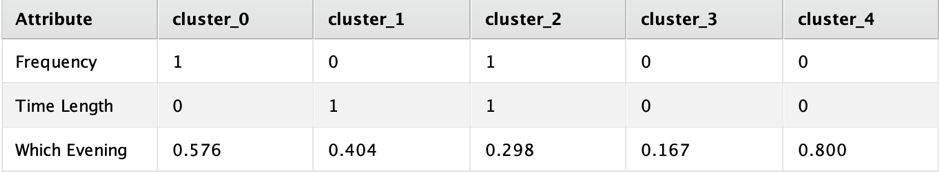 Attribute cluster_0 cluster_1 cluster_2 cluster_3 cluster_4
Frequency 1 0 1 0 0
Time Length 0 1 1 0 0
Which Evening 0.576 0.404 0.298 0.167 0.800